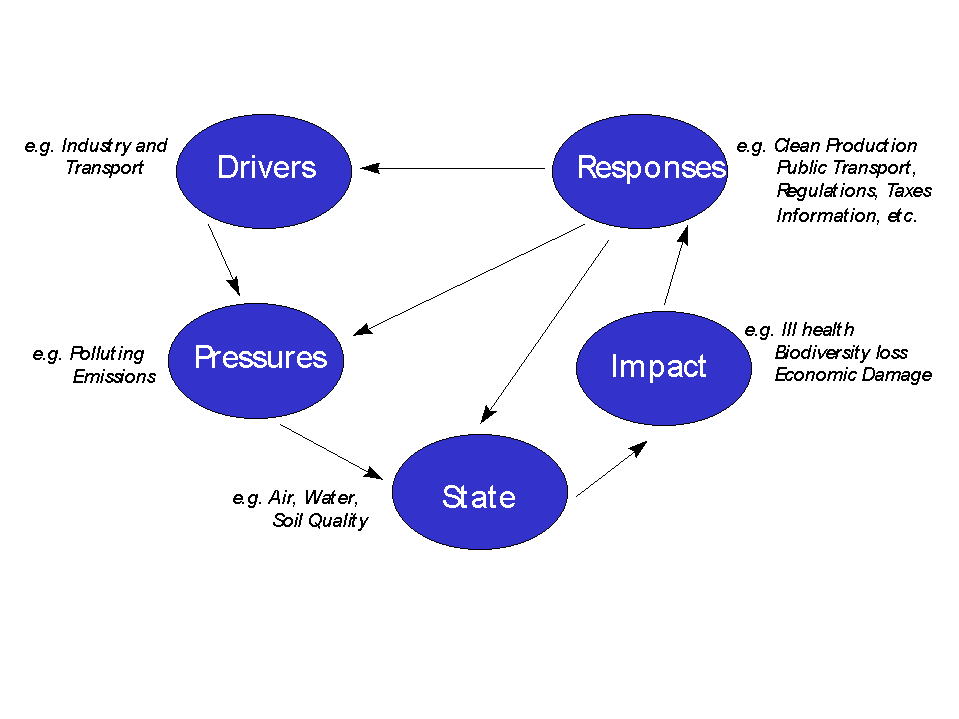 e.g. Industry and
Transport
Drivers
Responses
e.g. Clean Production
Public Transport,
Regulations, Taxes
Information, etc.
e.g. Polluting
Emissions
Pressures
Impact
e.g. Ill health
Biodiversity loss
Economic Damage
e.g. Air, Water,
Soil Quality
State